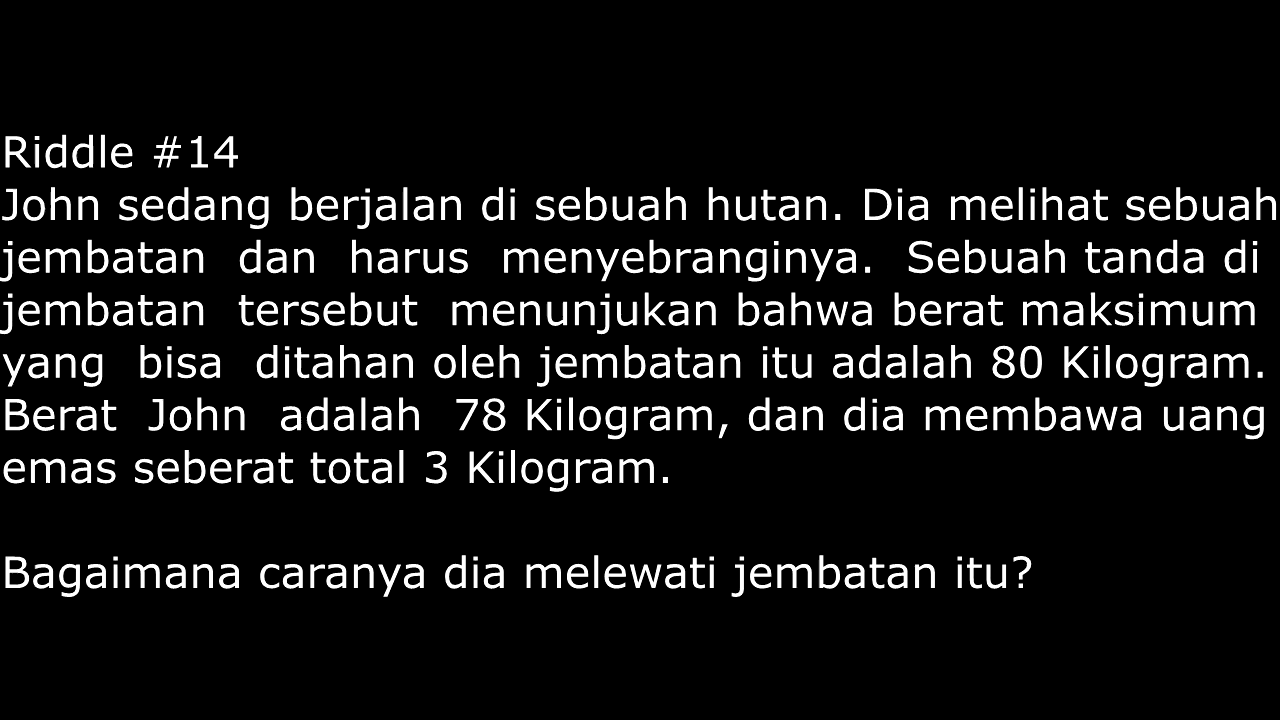 Riddle #14
John sedang berjalan di sebuah hutan. Dia melihat sebuah
jembatan dan harus menyebranginya. Sebuah tanda di
jembatan tersebut menunjukan bahwa berat maksimum
yang bisa ditahan oleh jembatan itu adalah 80 Kilogram.
Berat John adalah 78 Kilogram, dan dia membawa uang
emas seberat total 3 Kilogram.
Bagaimana caranya dia melewati jembatan itu?